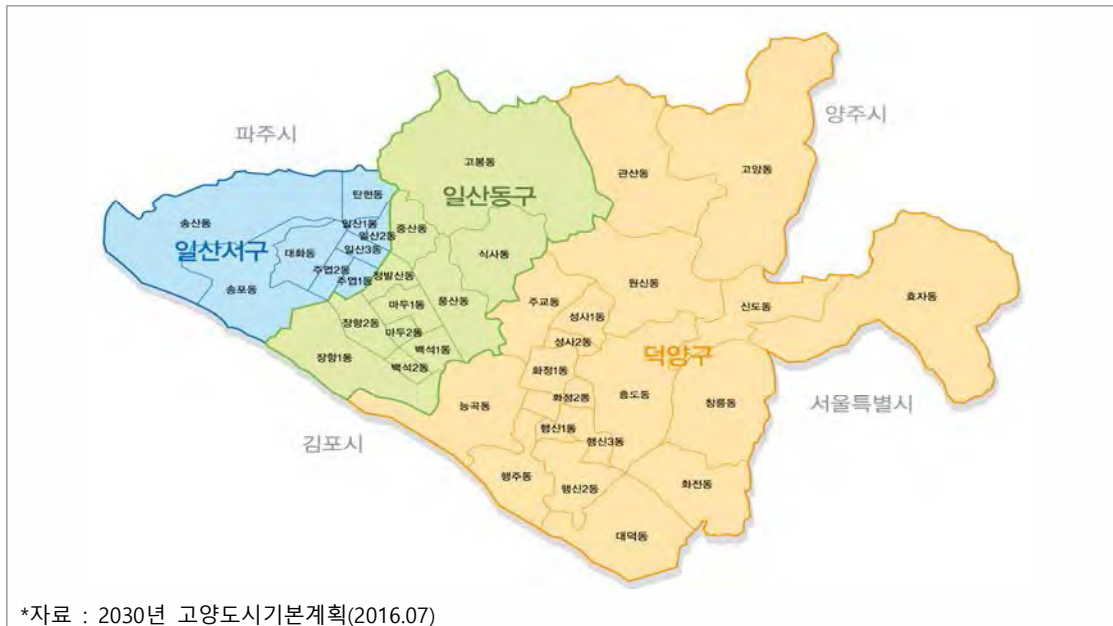 양주시
파주시
고봉동
관산동
고양동
탄현동
일산동구
송산동
일산1동
중산동
일산2동
일산서구
대화동
일산3동
식사동
주엽2동
정발산동
주엽1동
원신동
송포동
풍산동
주교동
신도동
효자동
마두1동
성사1동
장항2동
마두2동
성사2동
백석1동
덕양구
장항1동
백석2동
화정1동
화정2동
흥도동
창릉동
서울특별시
능곡동
김포시
행신1동
행신3동
행주동
행신2동
화전동
대덕동
*자료 : 2030년 고양도시기본계획(2016.07)